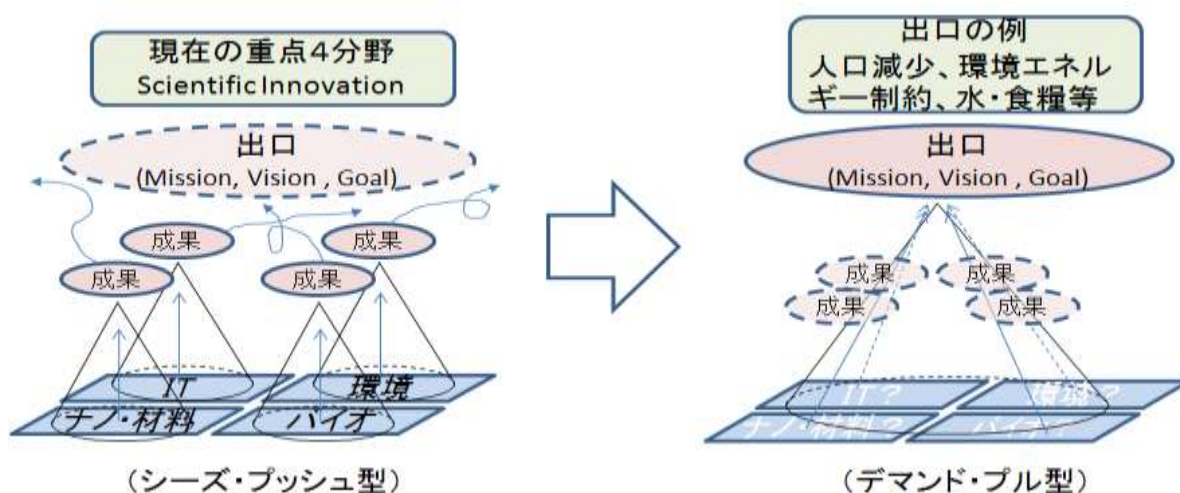 現在の重点4分野
Scientific Innovation
出口
(Mission, Vision , Goal)
成果
成果
成果
成果
IT
環境
ナノ・材料
バイオ
(シーズ・プッシュ型)
出口の例
人口減少、環境エネル
ギー制約、水・食糧等
出口
(Mission, Vision , Goal)
成果
成果
成果
成果
IT?
環境?
ナノ・材料?
バイオ?
(デマンド・プル型)